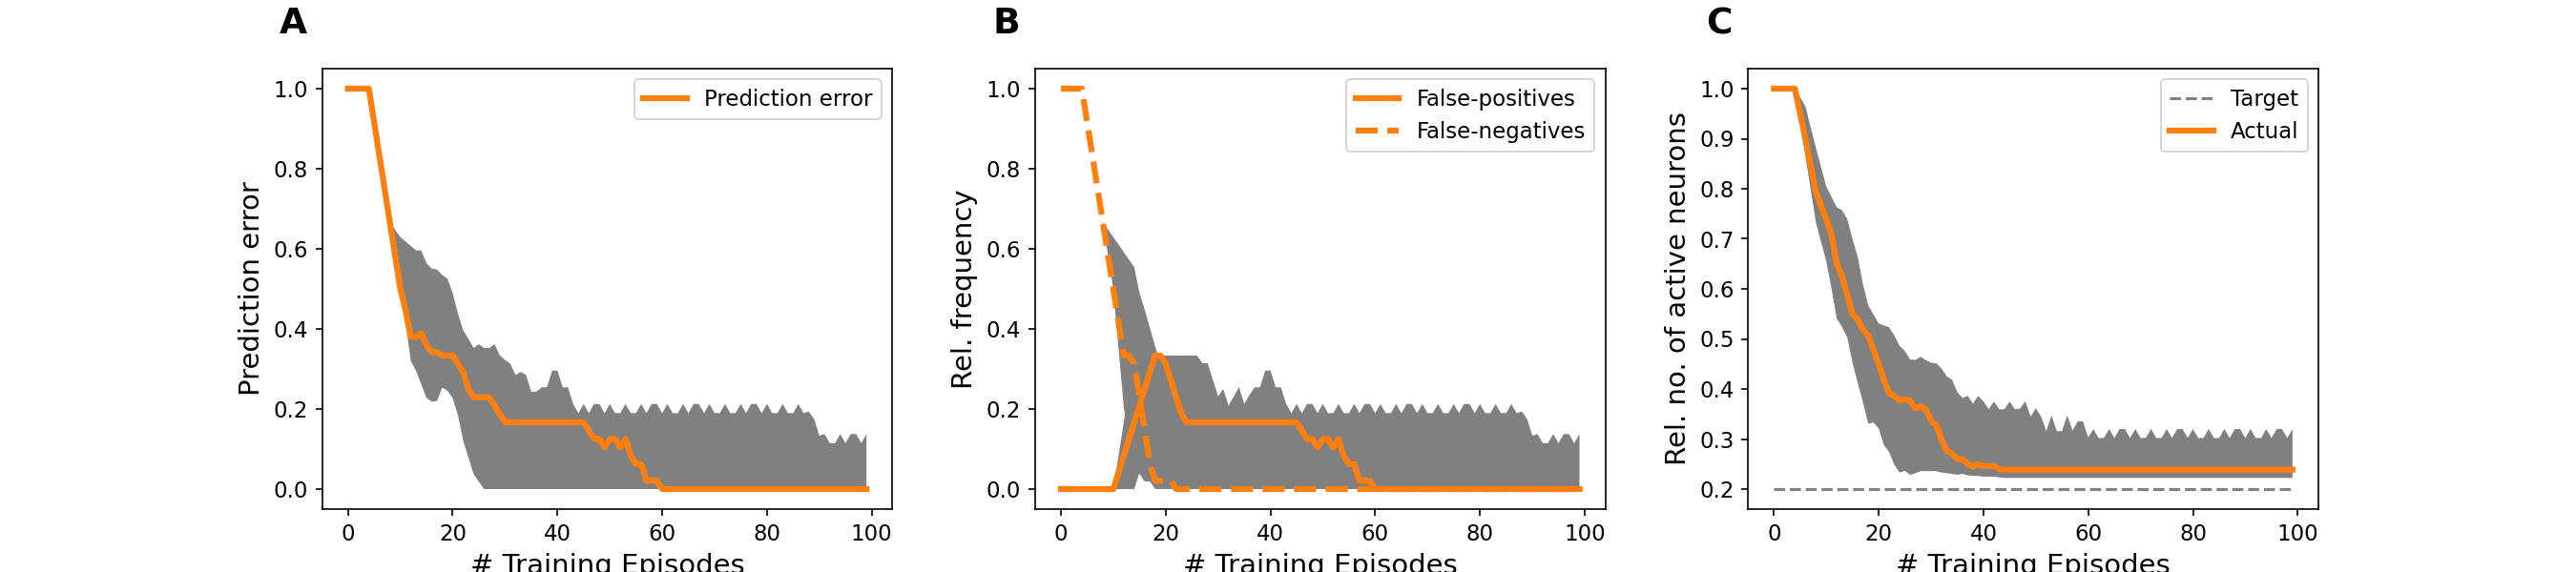 A
B
C
Prediction error
1.0
0.8
0.6
0.4
0.2
0.0
0
20
40
60
80
100
Prediction error
# Training Episodes
False-positives
False-negatives
1.0
0.8
0.6
0.4
0.2
0.0
0
20
40
60
80
100
Rel. frequency
# Training Episodes
Target
Actual
1.0
0.9
0.8
0.7
0.6
0.5
0.4
0.3
0.2
0
20
40
60
80
100
Rel. no. of active neurons
# Training Episodes